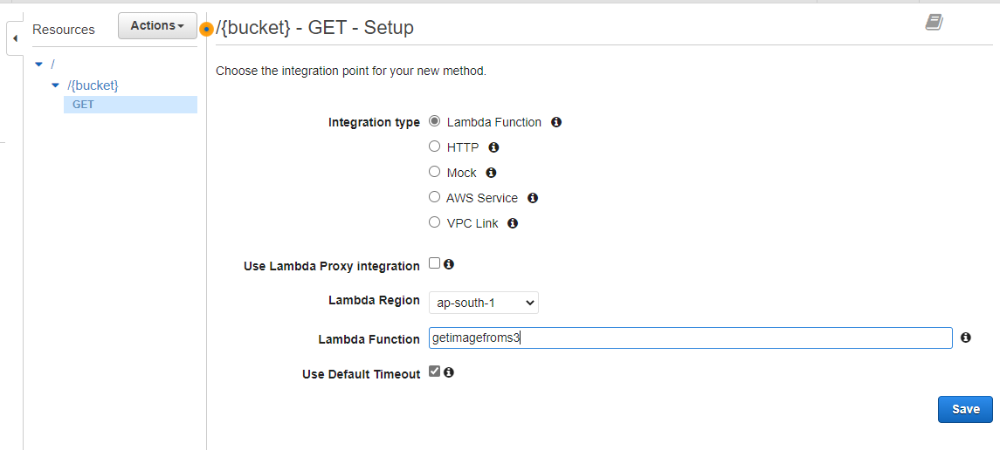 Resources
Actions
/{bucket} - GET - Setup
/
/{bucket}
GET
Choose the integration point for your new method.
Integration type
Lambda Function
HTTP
Mock
AWS Service
VPC Link
Use Lambda Proxy integration
Lambda Region ap-south-1
Lambda Function getimagefroms3
Use Default Timeout
Save